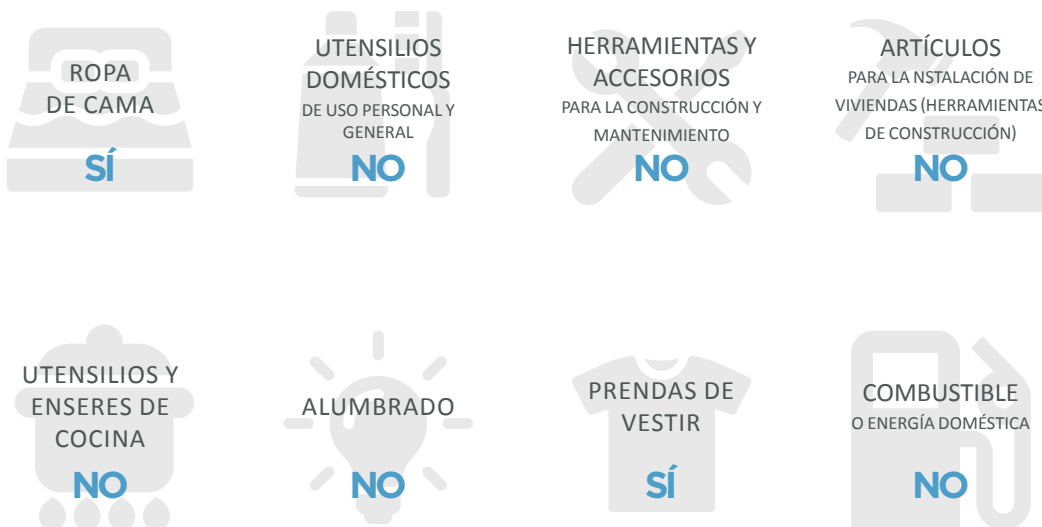 ROPA
DE CAMA
SÍ
UTENSILIOS
DOMÉSTICOS
DE USO PERSONAL Y
GENERAL
NO
HERRAMIENTAS Y
ACCESORIOS
PARA LA CONSTRUCCIÓN Y
MANTENIMIENTO
NO
ARTÍCULOS
PARA LA NSTALACIÓN DE
VIVIENDAS (HERRAMIENTAS
DE CONSTRUCCIÓN)
NO
UTENSILIOS Y
ENSERES DE
COCINA
NO
ALUMBRADO
NO
PRENDAS DE
VESTIR
SÍ
COMBUSTIBLE
O ENERGÍA DOMÉSTICA
NO